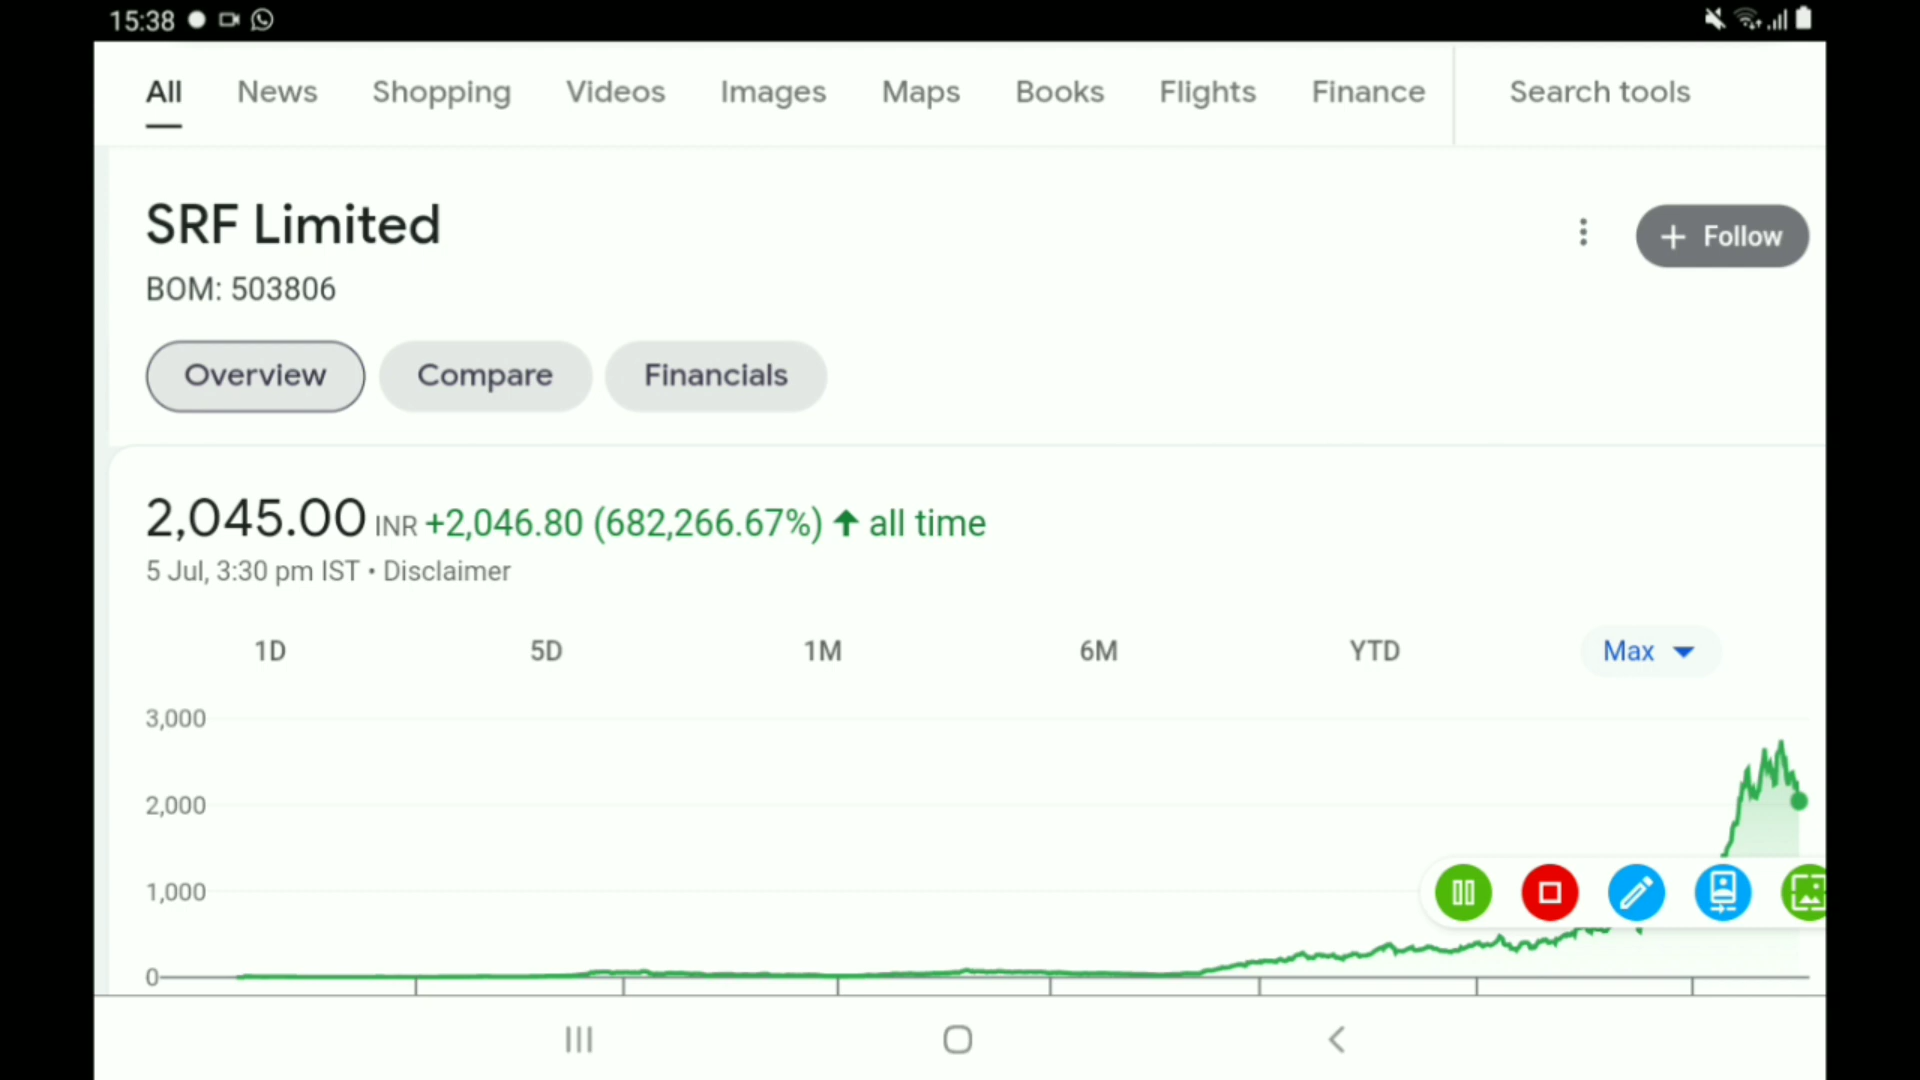 15:38
All News Shopping Videos Images Maps Books Flights Finance Search tools
SRF Limited
+ Follow
BOM: 503806
Overview Compare Financials
2,045.00 INR +2,046.80 (682,266.67%) ↑ all time
5 Jul, 3:30 pm IST • Disclaimer
1D 5D 1M 6M YTD Max
3,000
2,000
1,000
0